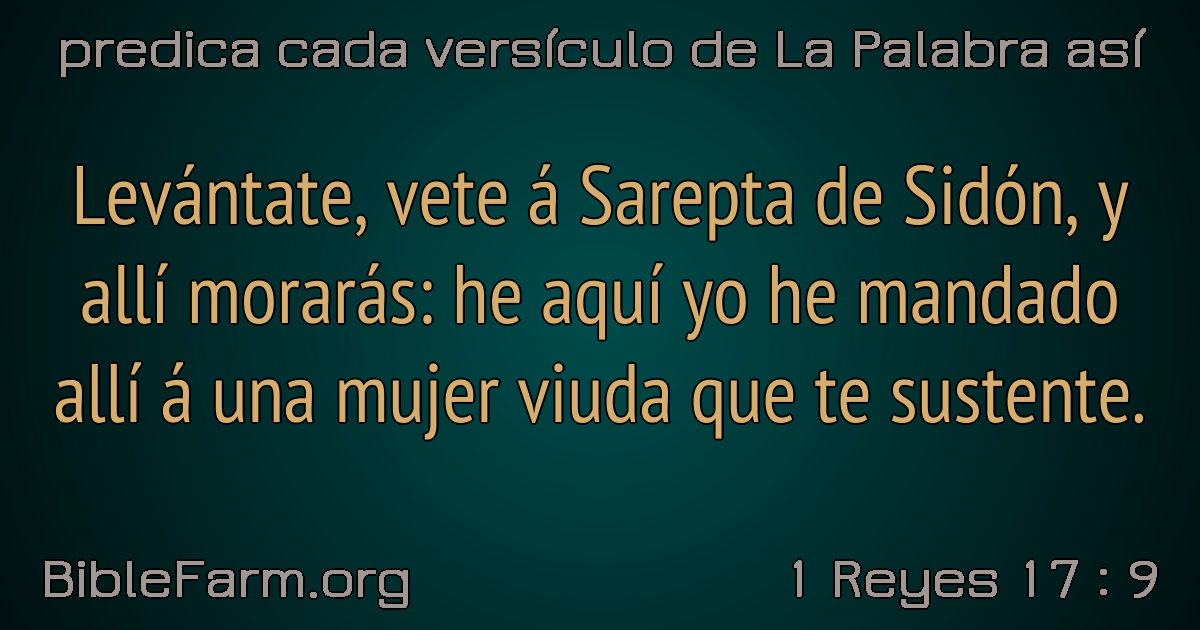 predica cada versículo de La Palabra así
Levántate, vete á Sarepta de Sidón, y
allí morarás: he aquí yo he mandado
allí á una mujer viuda que te sustente.
BibleFarm.org
1 Reyes 17 : 9